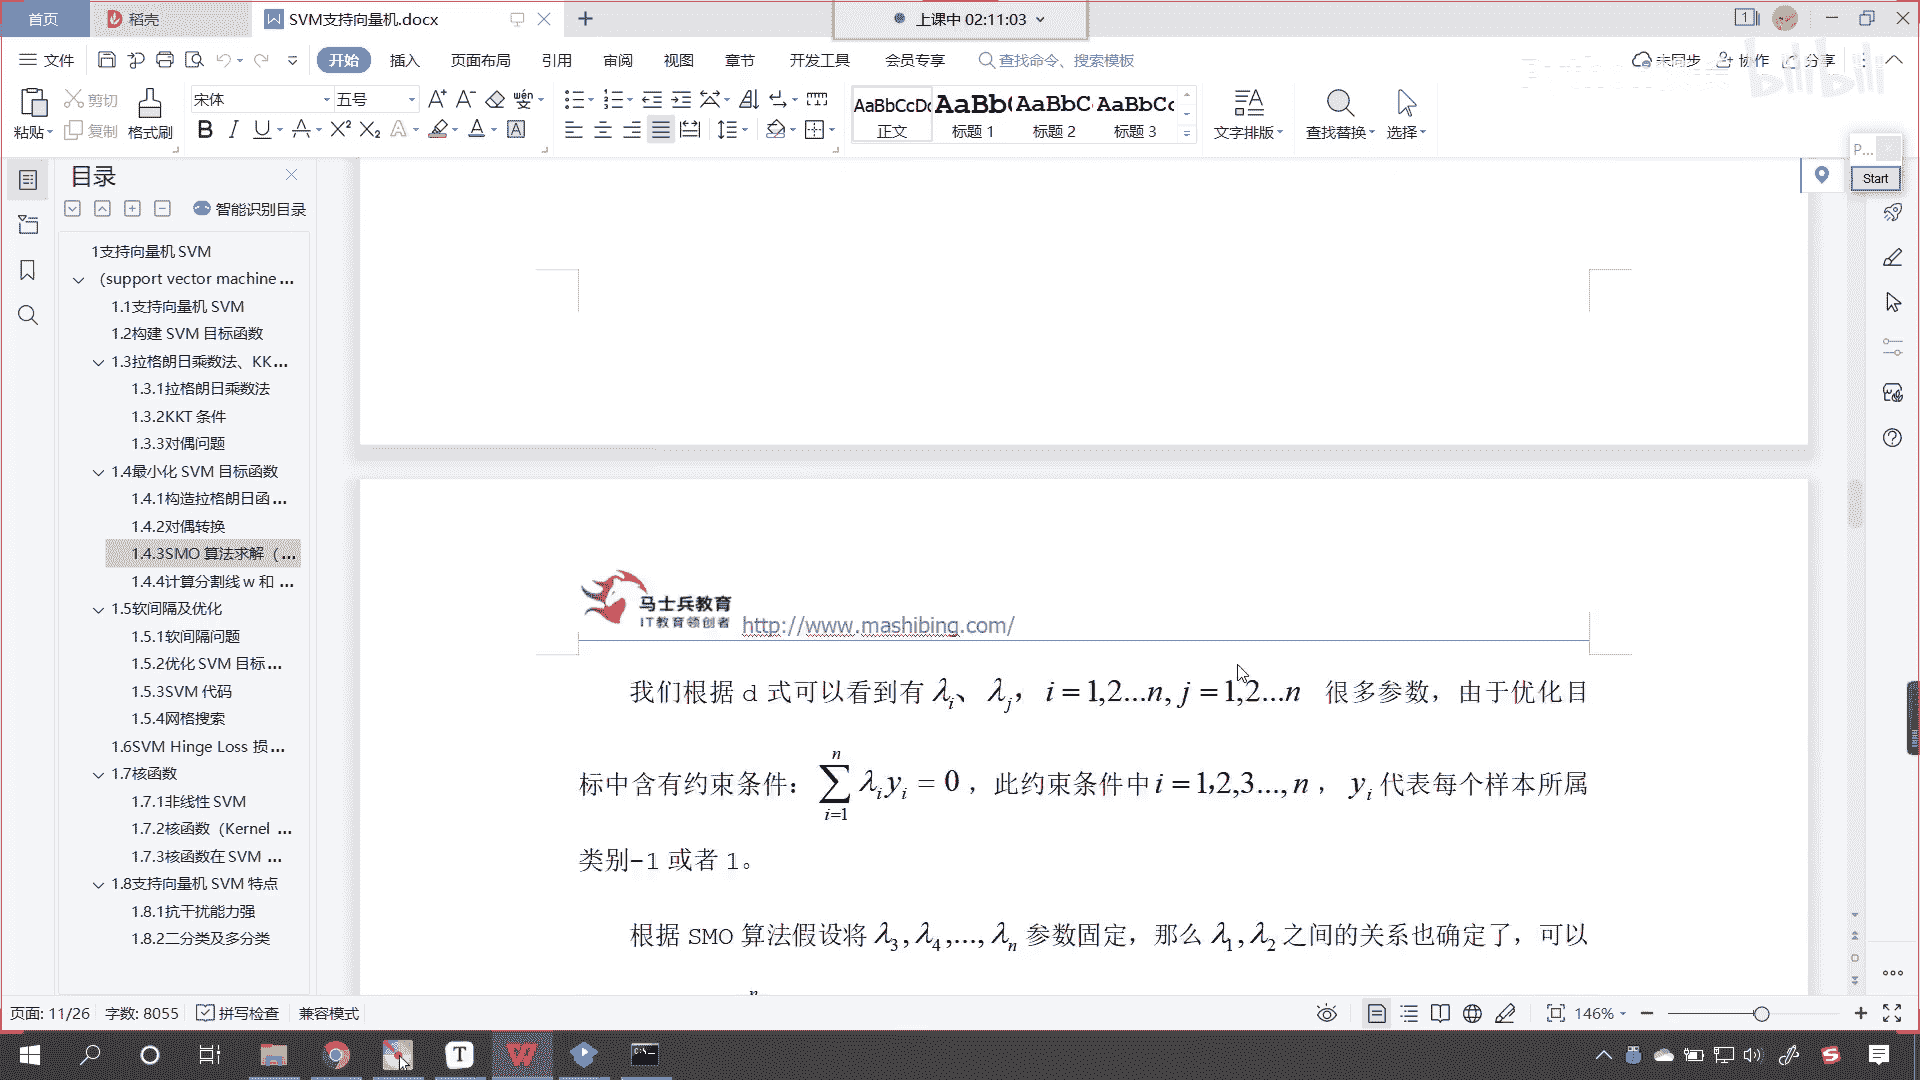 首页
稻壳
SVM支持向量机.docx
上课中 02:11:03
文件
开始 插入 页面布局 引用 审阅 视图 章节 开发工具 会员专享 查找命令、搜索模板
未同步 协作 分享
bilibili
粘贴 剪切 复制 格式刷
宋体 五号
AaBbCcDc AaBb( AaBbC AaBbCc
正文 标题 1 标题 2 标题 3
文字排版 查找替换 选择
P...
Start
目录
智能识别目录
1支持向量机 SVM
（support vector machine ...
1.1支持向量机 SVM
1.2构建 SVM 目标函数
1.3拉格朗日乘数法、KK...
1.3.1拉格朗日乘数法
1.3.2KKT 条件
1.3.3对偶问题
1.4最小化 SVM 目标函数
1.4.1构造拉格朗日函 ...
1.4.2对偶转换
1.4.3SMO 算法求解（ ...
1.4.4计算分割线 w 和 ...
1.5软间隔及优化
1.5.1软间隔问题
1.5.2优化 SVM 目标 ...
1.5.3SVM 代码
1.5.4网格搜索
1.6SVM Hinge Loss 损 ...
1.7核函数
1.7.1非线性 SVM
1.7.2核函数（Kernel ...
1.7.3核函数在 SVM ...
1.8支持向量机 SVM 特点
1.8.1抗干扰能力强
1.8.2二分类及多分类
马士兵教育
IT教育领创者 http://www.mashibing.com/
我们根据 d 式可以看到有 λ_i、 λ_j， i = 1,2...n, j = 1,2...n 很多参数，由于优化目
标中含有约束条件：∑_{i=1}^{n} λ_i y_i = 0 ，此约束条件中 i = 1,2,3...,n ， y_i 代表每个样本所属
类别-1 或者 1。
根据 SMO 算法假设将 λ_3 , λ_4 ,..., λ_n 参数固定，那么 λ_1, λ_2 之间的关系也确定了，可以
n
页面: 11/26 字数: 8055 拼写检查 兼容模式
146%